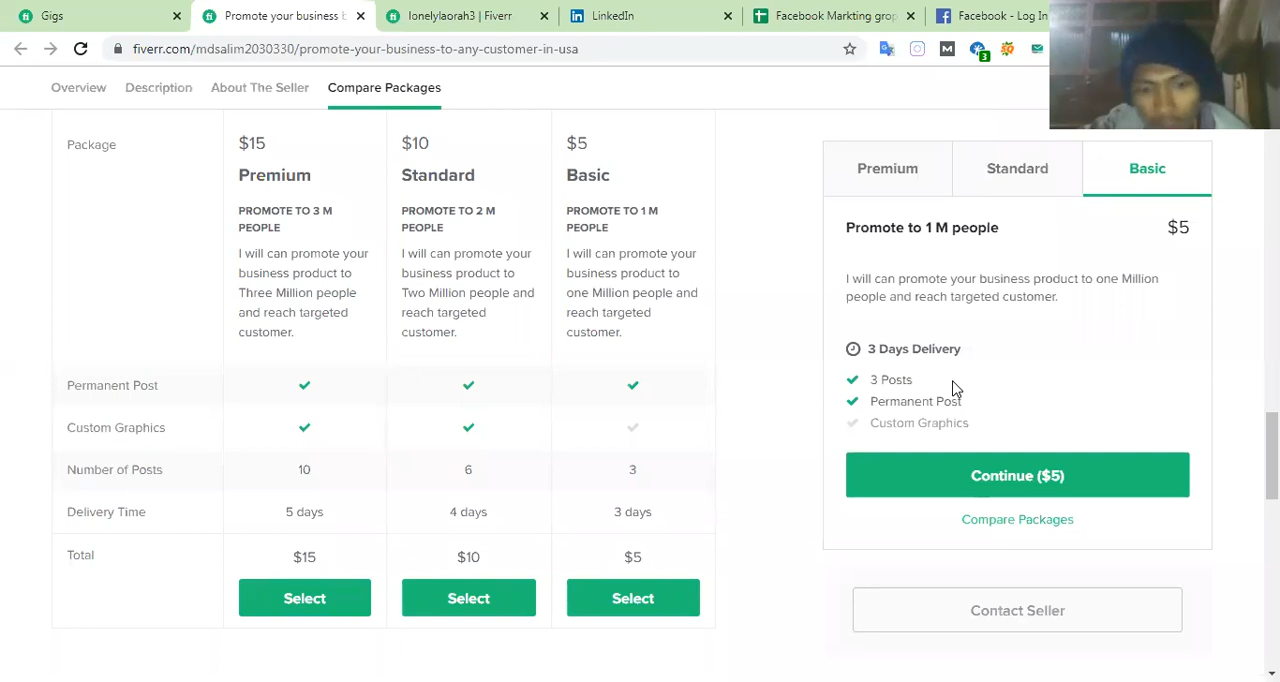 Gigs
Promote your business b
lonelylaorah3 | Fiverr
LinkedIn
Facebook Markting grop
Facebook - Log In
fiverr.com/mdsalim2030330/promote-your-business-to-any-customer-in-usa
3
Overview
Description
About The Seller
Compare Packages
Package
$15
Premium
PROMOTE TO 3 M
PEOPLE
I will can promote your
business product to
Three Million people
and reach targeted
customer.
$10
Standard
PROMOTE TO 2 M
PEOPLE
I will can promote your
business product to
Two Million people and
reach targeted
customer.
$5
Basic
PROMOTE TO 1 M
PEOPLE
I will can promote your
business product to
one Million people and
reach targeted
customer.
Permanent Post
Custom Graphics
Number of Posts 10 6 3
Delivery Time 5 days 4 days 3 days
Total $15 $10 $5
Select Select Select
Premium Standard Basic
Promote to 1 M people $5
I will can promote your business product to one Million
people and reach targeted customer.
3 Days Delivery
3 Posts
Permanent Post
Custom Graphics
Continue ($5)
Compare Packages
Contact Seller